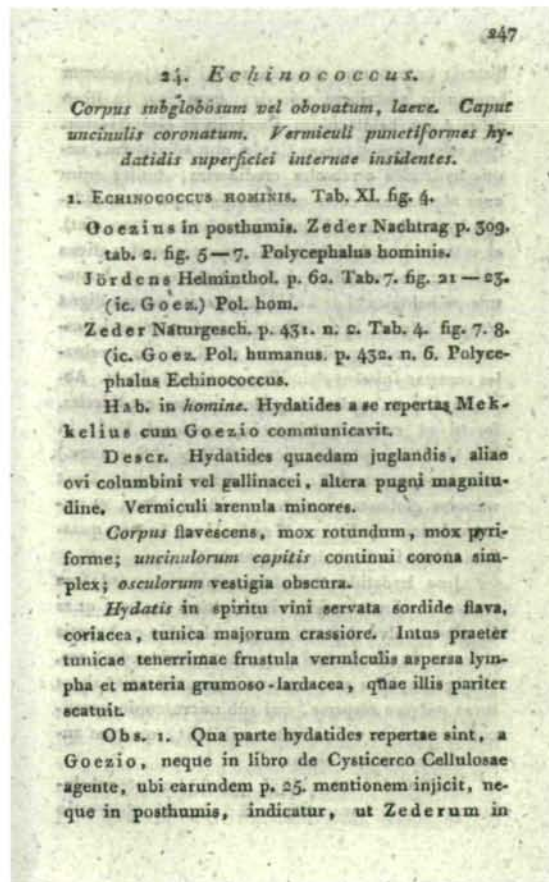 247
24. Echinococcus.
Corpus subglobosum vel obovatum, laeve. Caput
uncinulis coronatum. Vermiculi punctiformes hy-
datidis superficiei internae insidentes.
1. ECHINOCOCCUS HOMINIS. Tab. XI. fig. 4.
Goezius in posthumis. Zeder Nachtrag p. 309.
tab. 2. fig. 5—7. Polycephalus hominis.
Jördens Helminthol. p. 62. Tab. 7. fig. 21—23.
(ic. Goez.) Pol. hom.
Zeder Naturgesch. p. 431. n. 2. Tab. 4. fig. 7. 8.
(ic. Goez. Pol. humanus. p. 432. n. 6. Polyce-
phalus Echinococcus.
Hab. in homine. Hydatides a se repertas Mek-
kelius cum Goezio communicavit.
Descr. Hydatides quaedam juglandis, aliae
ovi columbini vel gallinacei, altera pugni magnitu-
dine. Vermiculi arenula minores.
Corpus flavescens, mox rotundum, mox pyri-
forme; uncinulorum capitis continui corona sim-
plex; osculorum vestigia obscura.
Hydatis in spiritu vini servata sordide flava,
coriacea, tunica majorum crassiore. Intus praeter
tunicae tenerrimae frustula vermiculis aspersa lym-
pha et materia grumoso-lardacea, quae illis pariter
scatuit.
Obs. 1. Qua parte hydatides repertae sint, a
Goezio, neque in libro de Cysticerco Cellulosae
agente, ubi earundem p. 25. mentionem injicit, ne-
que in posthumis, indicatur, ut Zederum in